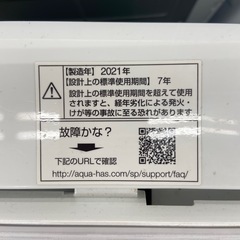 【製造年】2021年
【設計上の標準使用期間】7年
設計上の標準使用期間を超えて使用
されますと、経年劣化による発火・
けが等の事故に至る恐れがあります
故障かな？
下記のURLで確認
http://aqua-has.com/sp/support/faq/